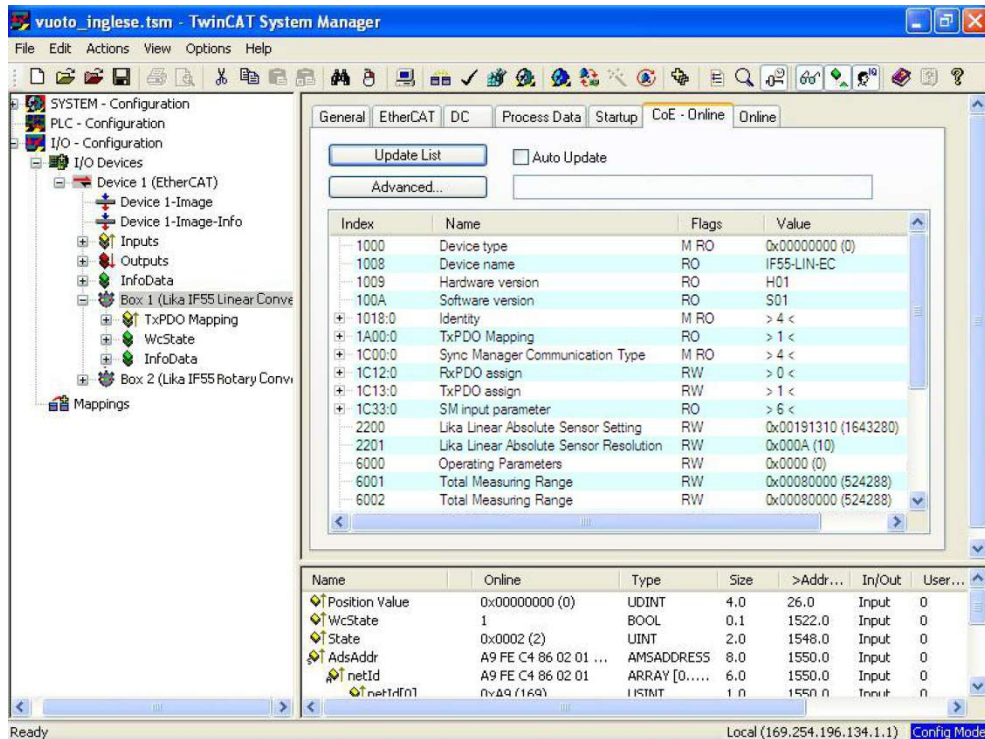 vuoto_inglese.tsm - TwinCAT System Manager
File Edit Actions View Options Help
SYSTEM - Configuration
PLC - Configuration
I/O - Configuration
I/O Devices
Device 1 (EtherCAT)
Device 1-Image
Device 1-Image-Info
Inputs
Outputs
InfoData
Box 1 (Lika IF55 Linear Conve
TxPDO Mapping
WcState
InfoData
Box 2 (Lika IF55 Rotary Conv
Mappings
General EtherCAT DC Process Data Startup CoE - Online Online
Update List Auto Update
Advanced...
Index Name Flags Value
1000 Device type M RO 0x00000000 (0)
1008 Device name RO IF55-LIN-EC
1009 Hardware version RO H01
100A Software version RO S01
1018:0 Identity M RO > 4 <
1A00:0 TxPDO Mapping RO > 1 <
1C00:0 Sync Manager Communication Type M RO > 4 <
1C12:0 RxPDO assign RW > 0 <
1C13:0 TxPDO assign RW > 1 <
1C33:0 SM input parameter RO > 6 <
2200 Lika Linear Absolute Sensor Setting RW 0x00191310 (1643280)
2201 Lika Linear Absolute Sensor Resolution RW 0x000A (10)
6000 Operating Parameters RW 0x0000 (0)
6001 Total Measuring Range RW 0x00080000 (524288)
6002 Total Measuring Range RW 0x00080000 (524288)
Name Online Type Size >Addr... In/Out User...
Position Value 0x00000000 (0) UDINT 4.0 26.0 Input 0
WcState 1 BOOL 0.1 1522.0 Input 0
State 0x0002 (2) UINT 2.0 1548.0 Input 0
AdsAddr A9 FE C4 86 02 01 ... AMSADDRESS 8.0 1550.0 Input 0
netId A9 FE C4 86 02 01 ARRAY [0..... 6.0 1550.0 Input 0
netId[0] 0xA9 (169) USINT 1.0 1550.0 Input 0
Ready Local (169.254.196.134.1.1) Config Mode